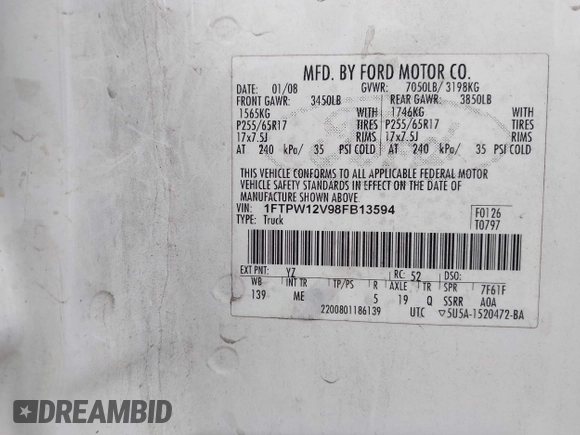 MFD. BY FORD MOTOR CO.
DATE: 01/08 GVWR: 7050LB/ 3198KG
FRONT GAWR: 3450LB REAR GAWR: 3850LB
1565KG WITH 1746KG WITH
P255/65R17 TIRES P255/65R17 TIRES
17x7.5J RIMS 17x7.5J RIMS
AT 240 kPa/ 35 PSI COLD AT 240 kPa/ 35 PSI COLD
THIS VEHICLE CONFORMS TO ALL APPLICABLE FEDERAL MOTOR
VEHICLE SAFETY STANDARDS IN EFFECT ON THE DATE OF
MANUFACTURE SHOWN ABOVE.
VIN: 1FTPW12V98FB13594 F0126
TYPE: Truck T0797
EXT PNT: YZ RC: 52 DSO:
WB INT TR TP/PS R AXLE TR SPR 7F61F
139 ME 5 19 Q SSRR A0A
2200801186139 UTC ▽5U5A-1520472-BA
Ford
DREAMBID